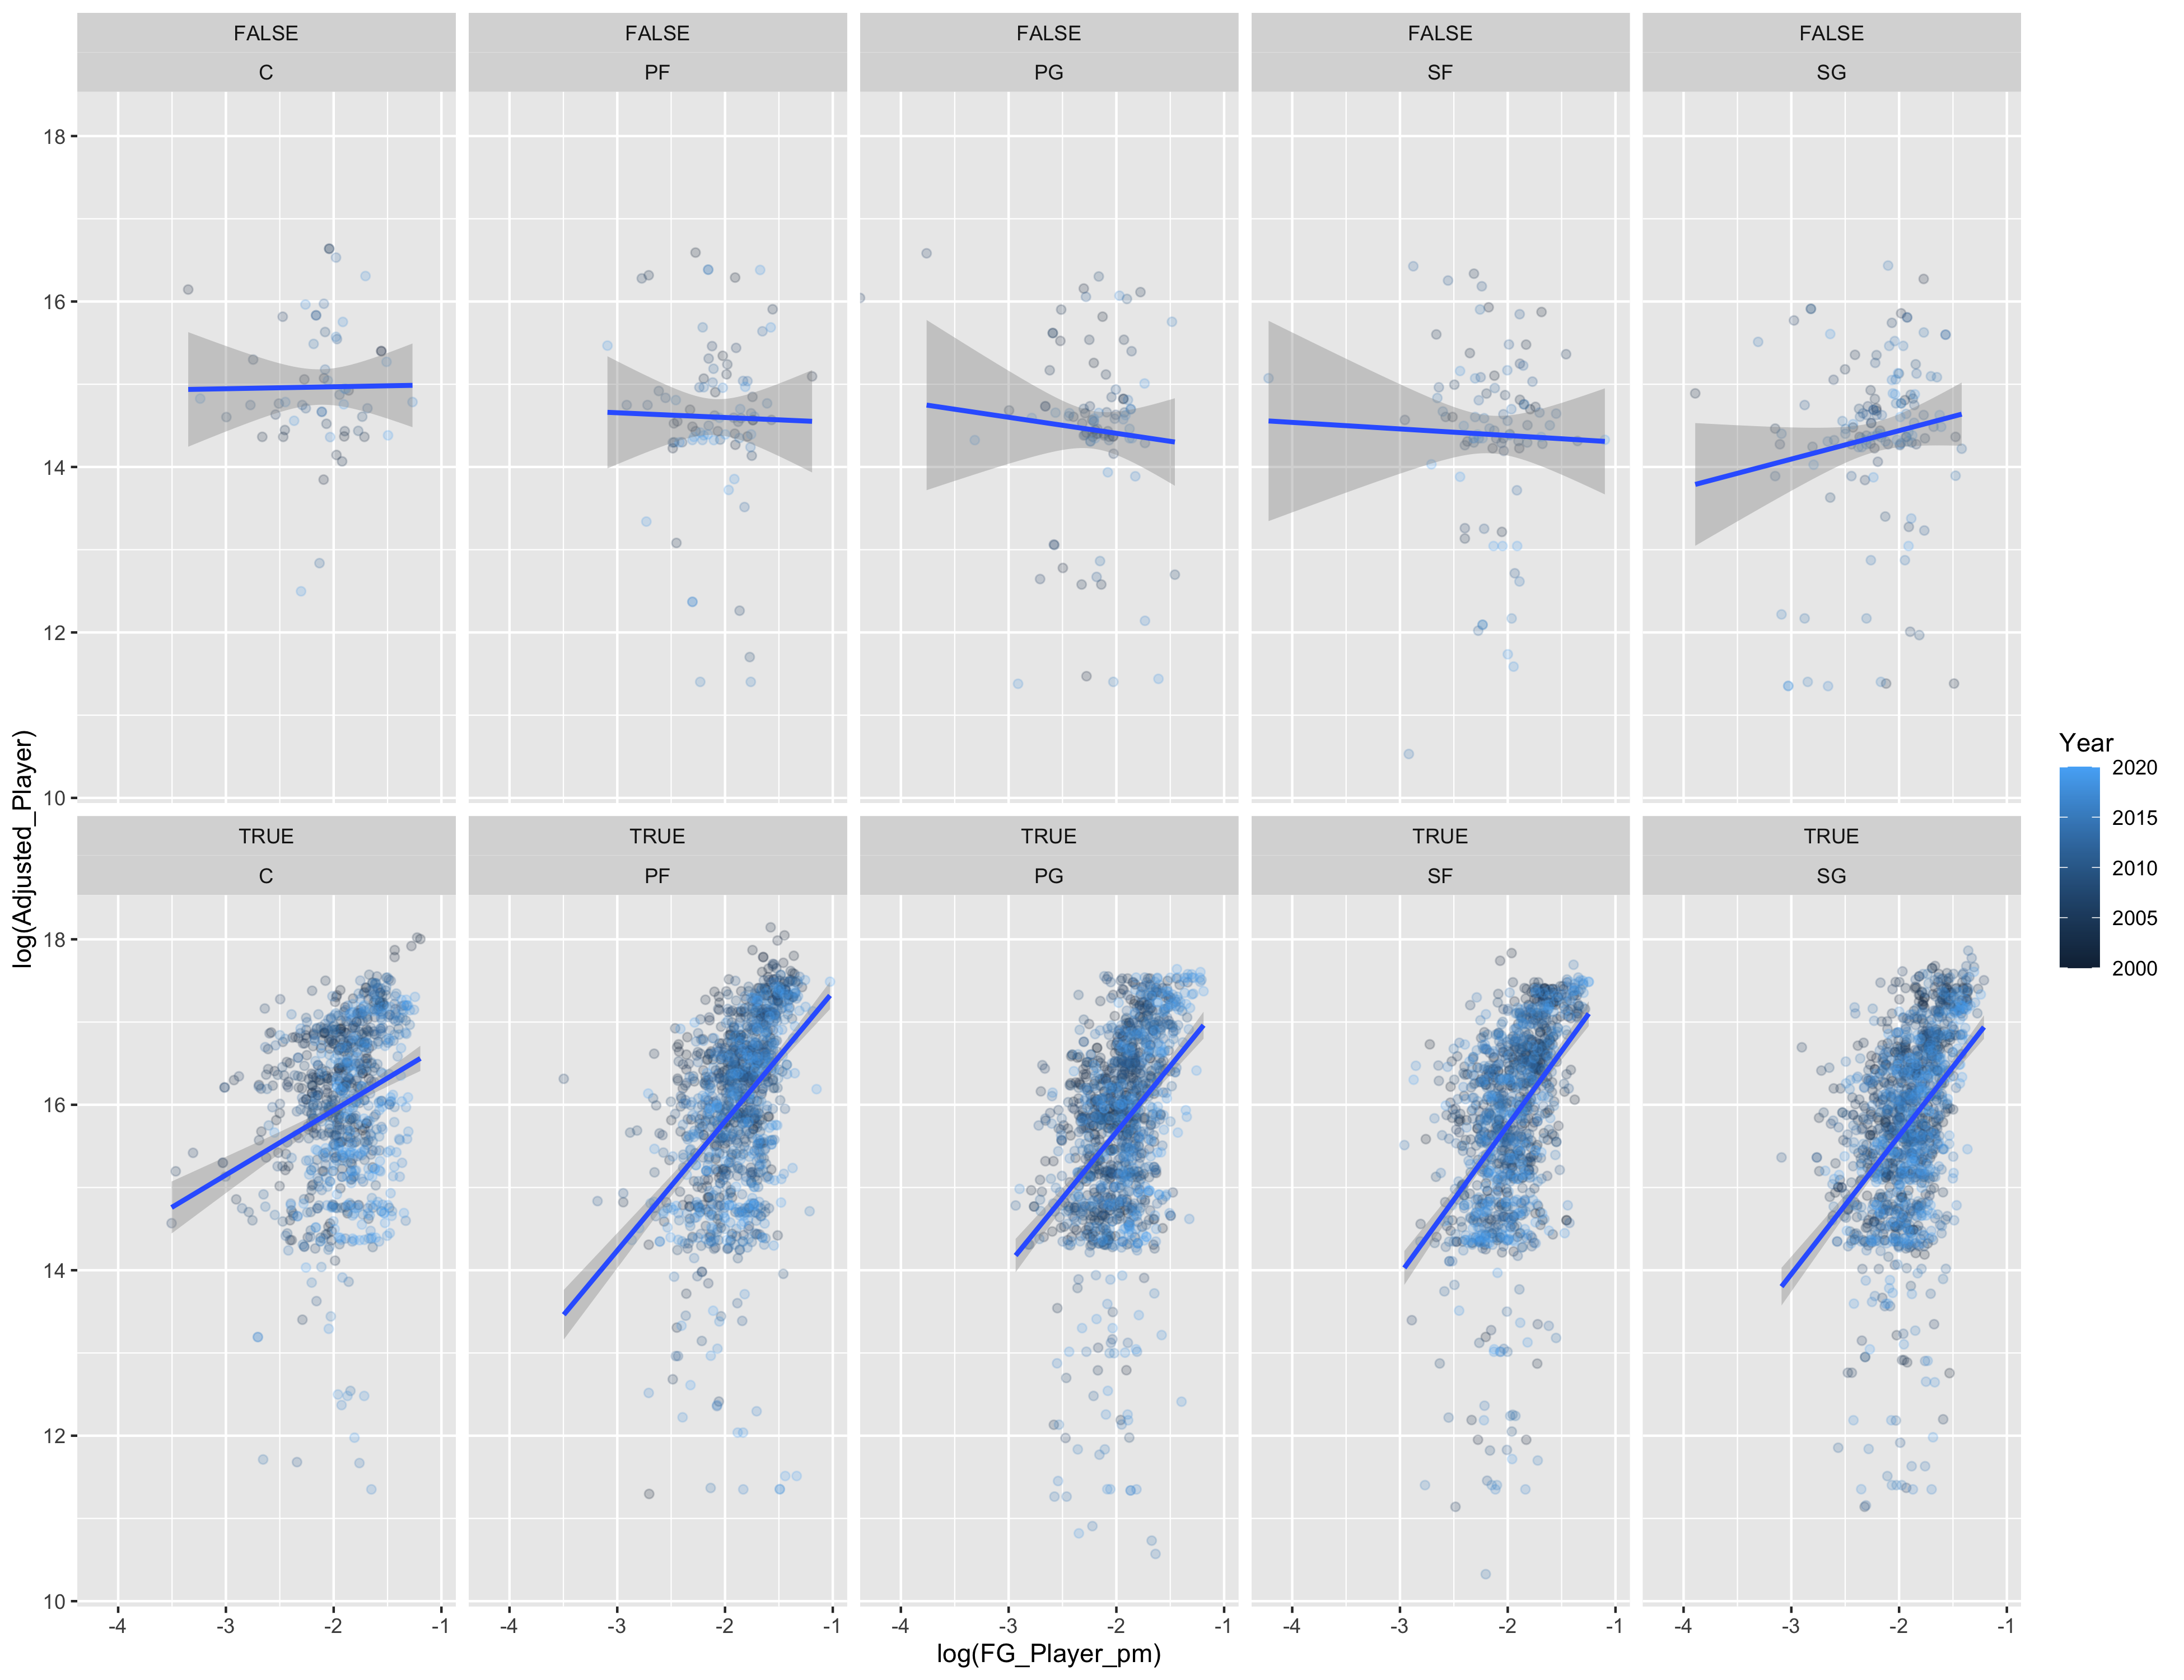 FALSE FALSE FALSE FALSE FALSE
C PF PG SF SG
18
16
14
12
10
TRUE TRUE TRUE TRUE TRUE
C PF PG SF SG
18
16
14
12
10
-4 -3 -2 -1 -4 -3 -2 -1 -4 -3 -2 -1 -4 -3 -2 -1 -4 -3 -2 -1
log(FG_Player_pm)
log(Adjusted_Player)
Year
2020
2015
2010
2005
2000